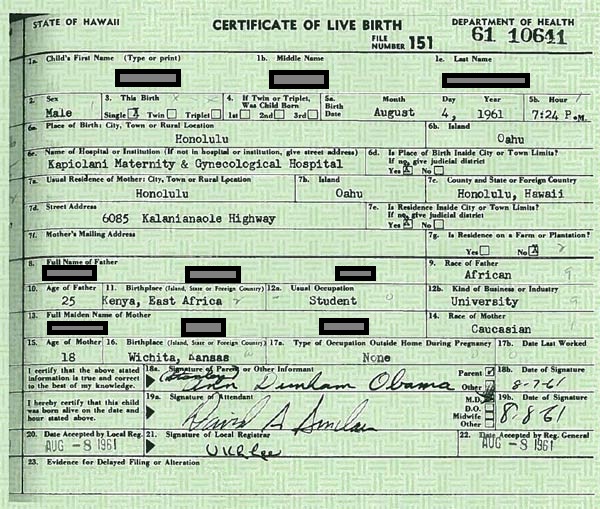 STATE OF HAWAII CERTIFICATE OF LIVE BIRTH DEPARTMENT OF HEALTH
FILE NUMBER 151 61 10641
1a. Child's First Name (Type or print) 1b. Middle Name 1c. Last Name
2. Sex 3. This Birth 4. If Twin or Triplet, Was Child Born 5a. Birth Date Month Day Year 5b. Hour
Male Single X Twin Triplet 1st 2nd 3rd August 4, 1961 7:24 P.M.
6a. Place of Birth: City, Town or Rural Location 6b. Island
Honolulu Oahu
6c. Name of Hospital or Institution (If not in hospital or institution, give street address) 6d. Is Place of Birth Inside City or Town Limits? If no, give judicial district
Kapiolani Maternity & Gynecological Hospital Yes X No
7a. Usual Residence of Mother: City, Town or Rural Location 7b. Island 7c. County and State or Foreign Country
Honolulu Oahu Honolulu, Hawaii
7d. Street Address 7e. Is Residence Inside City or Town Limits? If no, give judicial district
6085 Kalanianaole Highway Yes X No
7f. Mother's Mailing Address 7g. Is Residence on a Farm or Plantation?
Yes No X
8. Full Name of Father 9. Race of Father
African
10. Age of Father 11. Birthplace (Island, State or Foreign Country) 12a. Usual Occupation 12b. Kind of Business or Industry
25 Kenya, East Africa Student University
13. Full Maiden Name of Mother 14. Race of Mother
Caucasian
15. Age of Mother 16. Birthplace (Island, State or Foreign Country) 17a. Type of Occupation Outside Home During Pregnancy 17b. Date Last Worked
18 Wichita, Kansas None
I certify that the above stated information is true and correct to the best of my knowledge. 18a. Signature of Parent or Other Informant Parent Other 18b. Date of Signature
(Stanley) Ann Dunham Obama 8-7-61
I hereby certify that this child was born alive on the date and hour stated above. 19a. Signature of Attendant M.D. D.O. Midwife Other 19b. Date of Signature
David A Sinclair 8-8-61
20. Date Accepted by Local Reg. 21. Signature of Local Registrar 22. Date Accepted by Reg. General
AUG -8 1961 U K L Lee AUG -8 1961
23. Evidence for Delayed Filing or Alteration